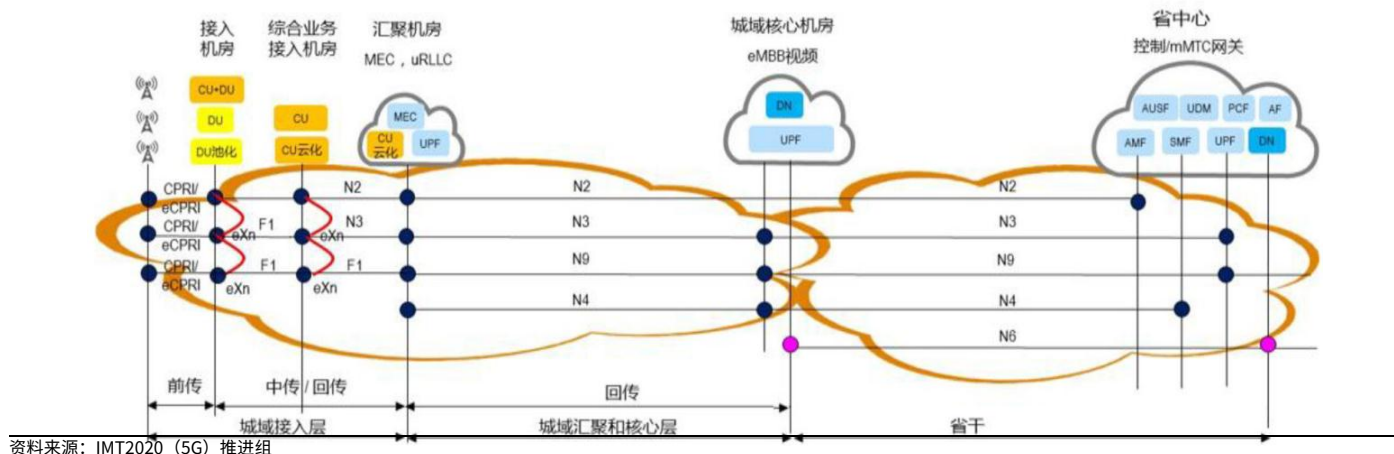 接入
机房
综合业务
接入机房
汇聚机房
MEC，uRLLC
城域核心机房
eMBB视频
省中心
控制/mMTC网关
CU+DU
DU
DU池化
CU
CU云化
MEC
CU
云化
UPF
DN
UPF
AUSF
UDM
PCF
AF
AMF
SMF
UPF
DN
CPRI/
eCPRI
N2
N2
N2
CPRI/
eCPRI
eXn
F1
eXn
N3
N3
N3
CPRI/
eCPRI
eXn
F1
eXn
F1
N9
N9
N4
N4
N6
前传
中传/回传
回传
城域接入层
城域汇聚和核心层
省干
资料来源：IMT2020（5G）推进组